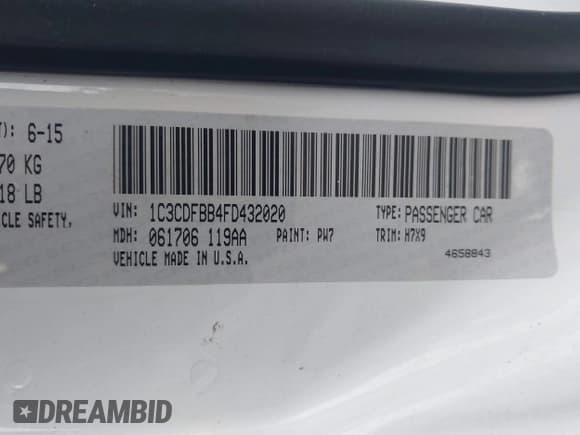 T): 6-15
70 KG
18 LB
CLE SAFETY,
VIN: 1C3CDFBB4FD432020 TYPE: PASSENGER CAR
MDH: 061706 119AA PAINT: PW7 TRIM: H7X9
VEHICLE MADE IN U.S.A. 4658843
DREAMBID